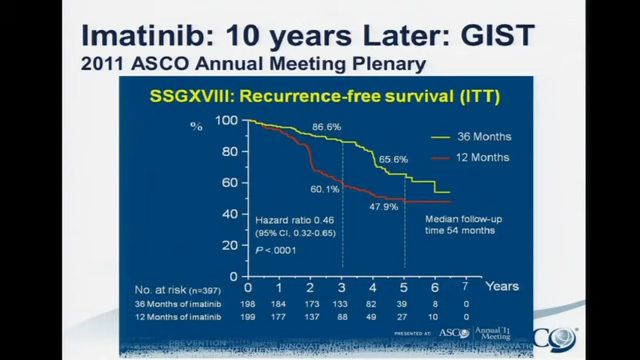 Imatinib: 10 years Later: GIST
2011 ASCO Annual Meeting Plenary
SSGXVIII: Recurrence-free survival (ITT)
%
100
80
60
40
20
0
86.6%
65.6%
60.1%
47.9%
36 Months
12 Months
Hazard ratio 0.46
(95% CI, 0.32-0.65)
P <.0001
Median follow-up
time 54 months
No. at risk (n=397) 0 1 2 3 4 5 6 7 Years
36 Months of imatinib 198 184 173 133 82 39 8 0
12 Months of imatinib 199 177 137 88 49 27 10 0
PRESENTED AT: ASCO Annual '11 Meeting
CO